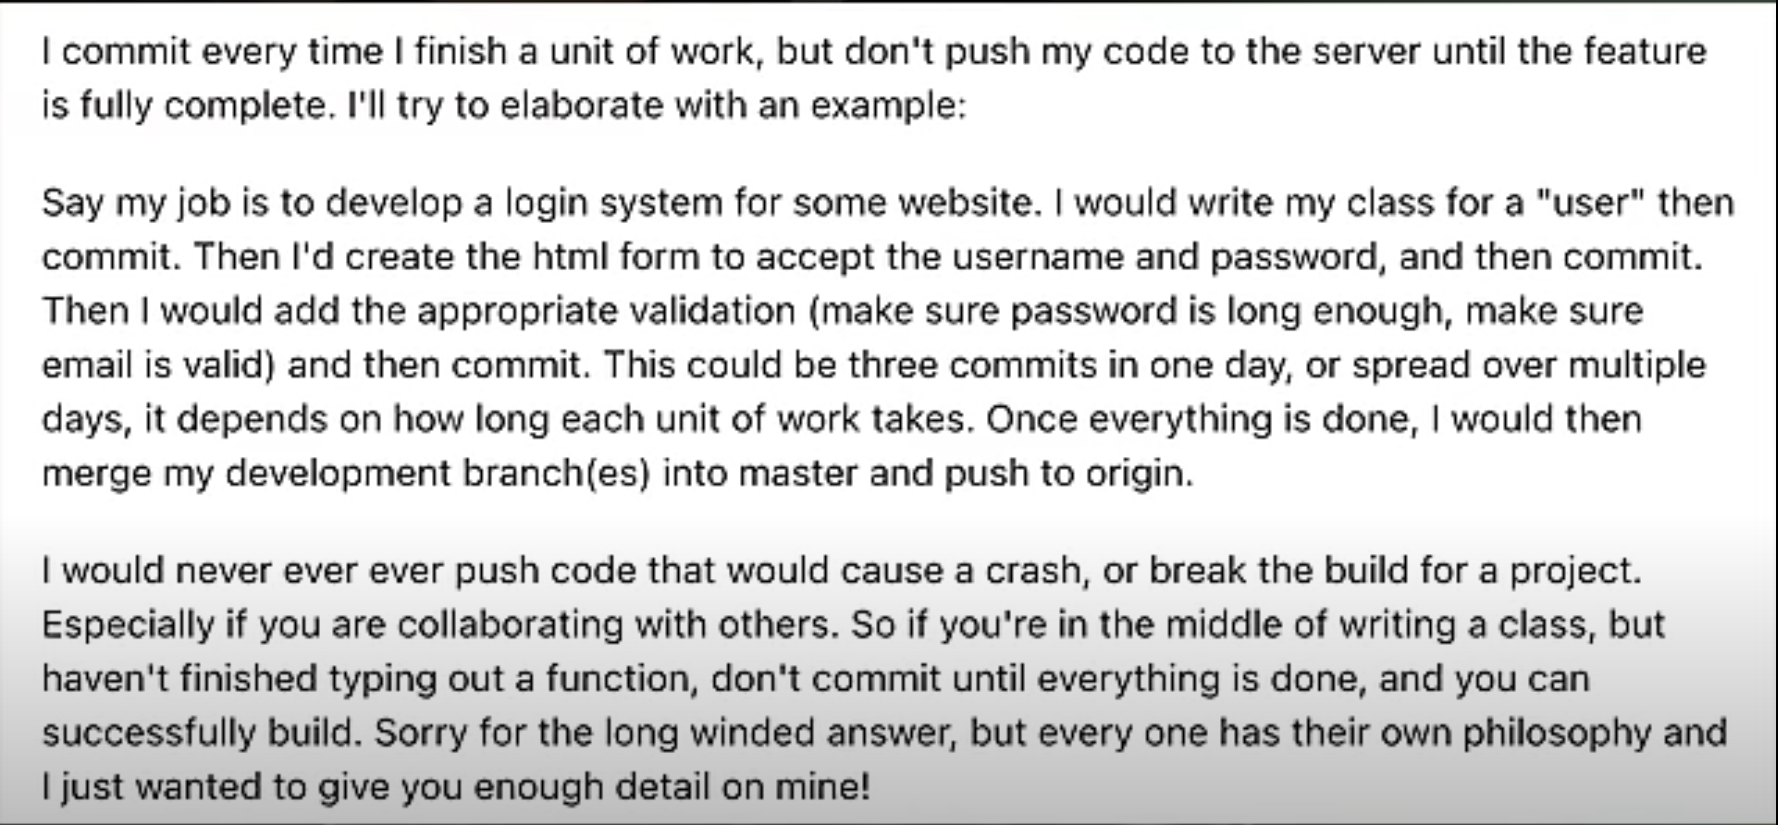 I commit every time I finish a unit of work, but don't push my code to the server until the feature
is fully complete. I'll try to elaborate with an example:
Say my job is to develop a login system for some website. I would write my class for a "user" then
commit. Then I'd create the html form to accept the username and password, and then commit.
Then I would add the appropriate validation (make sure password is long enough, make sure
email is valid) and then commit. This could be three commits in one day, or spread over multiple
days, it depends on how long each unit of work takes. Once everything is done, I would then
merge my development branch(es) into master and push to origin.
I would never ever ever push code that would cause a crash, or break the build for a project.
Especially if you are collaborating with others. So if you're in the middle of writing a class, but
haven't finished typing out a function, don't commit until everything is done, and you can
successfully build. Sorry for the long winded answer, but every one has their own philosophy and
I just wanted to give you enough detail on mine!